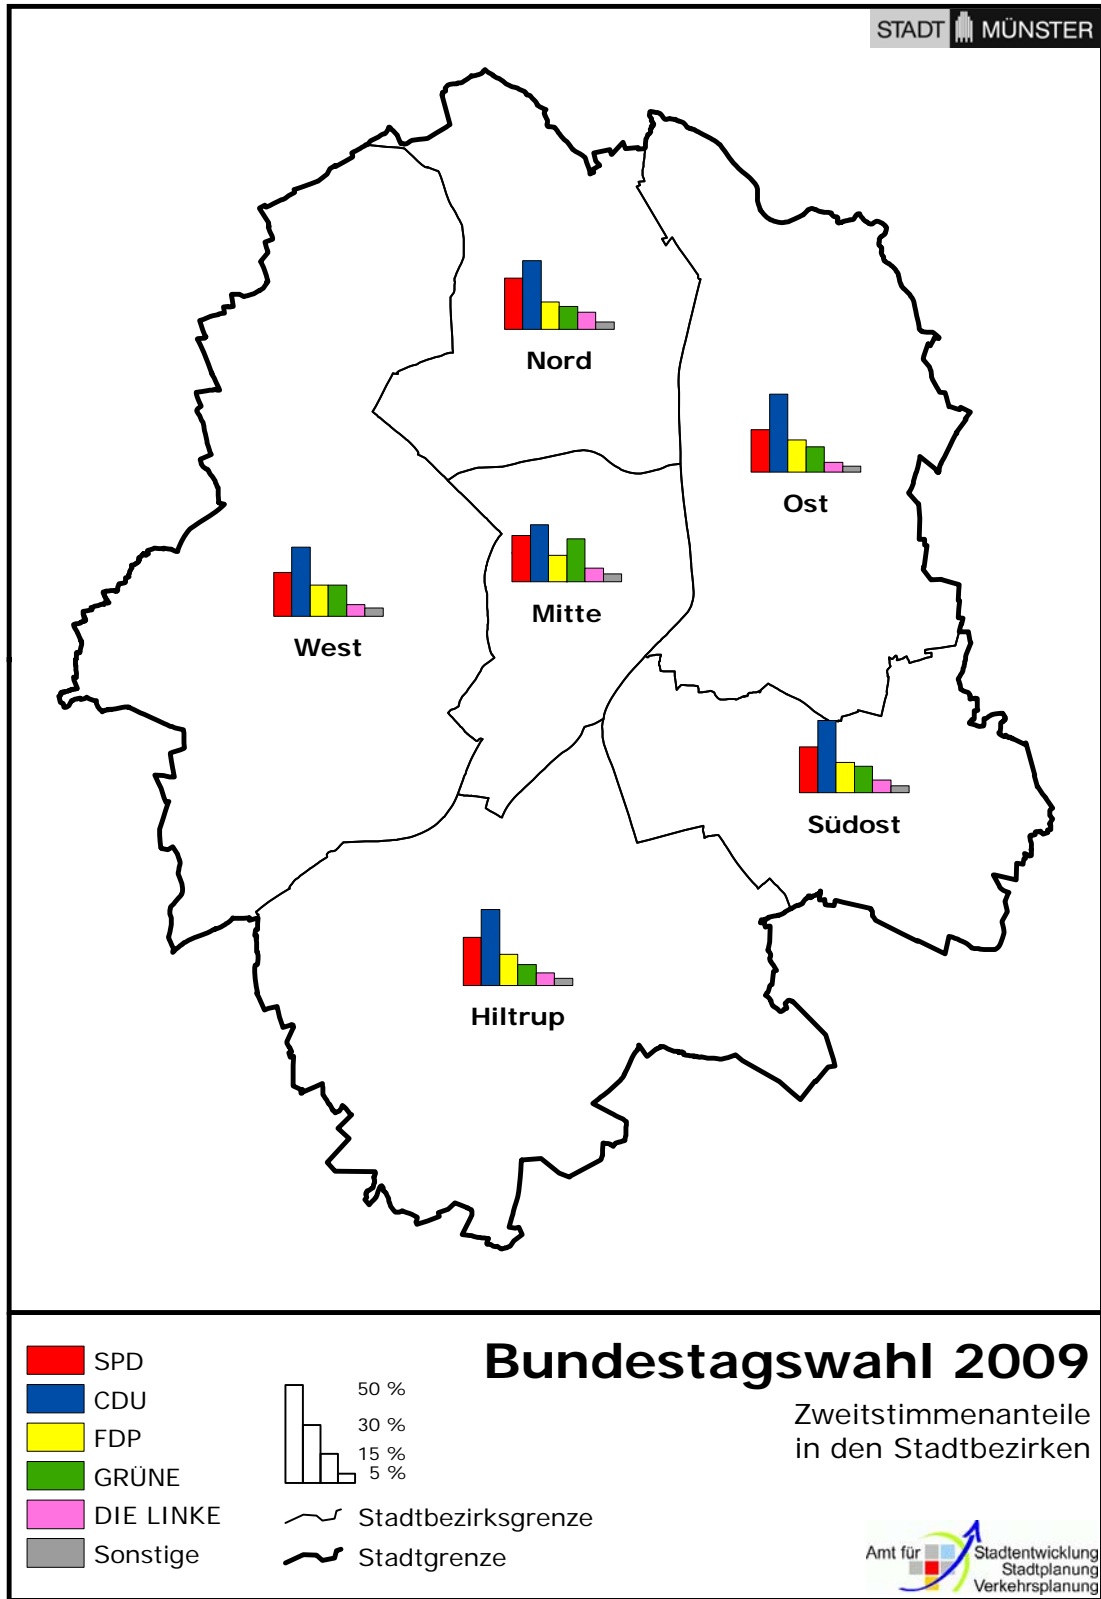 STADT MÜNSTER
Nord
Ost
Mitte
West
Südost
Hiltrup
Bundestagswahl 2009
Zweitstimmenanteile
in den Stadtbezirken
SPD
CDU
FDP
GRÜNE
DIE LINKE
Sonstige
50 %
30 %
15 %
5 %
Stadtbezirksgrenze
Stadtgrenze
Amt für Stadtentwicklung
Stadtplanung
Verkehrsplanung